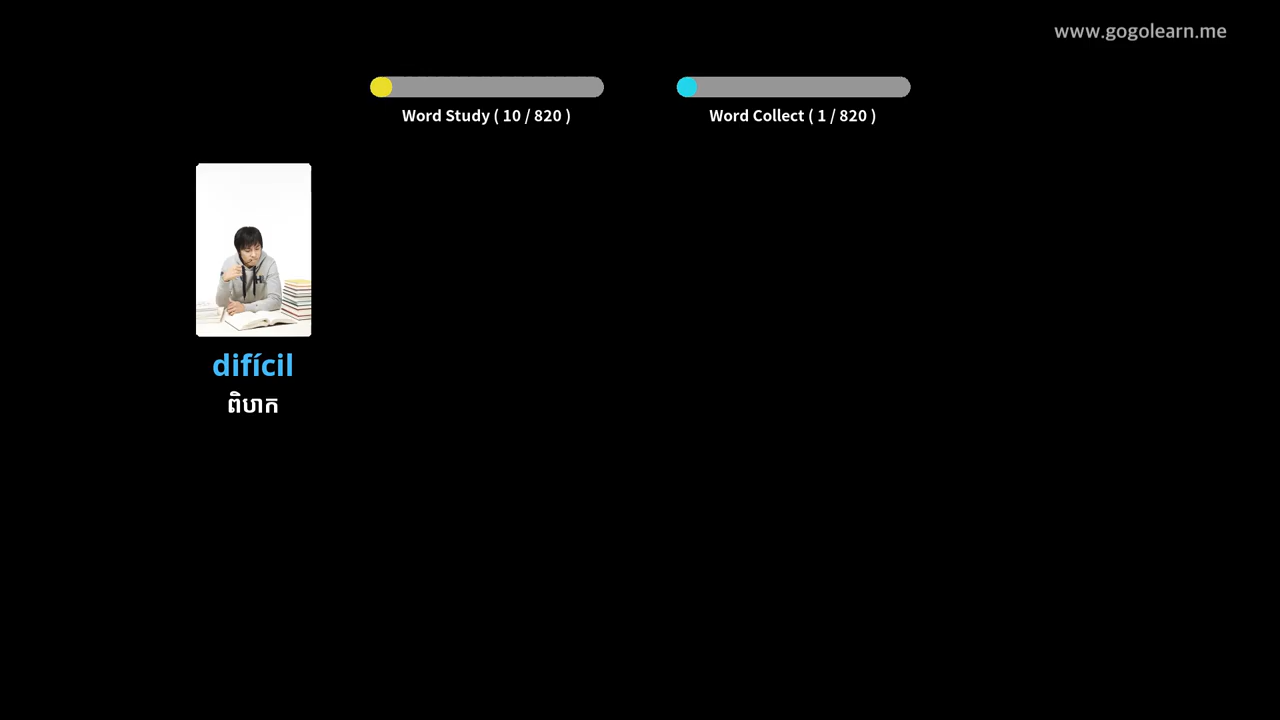 www.gogolearn.me
Word Study ( 10 / 820 )
Word Collect ( 1 / 820 )
difícil
ពិបាក